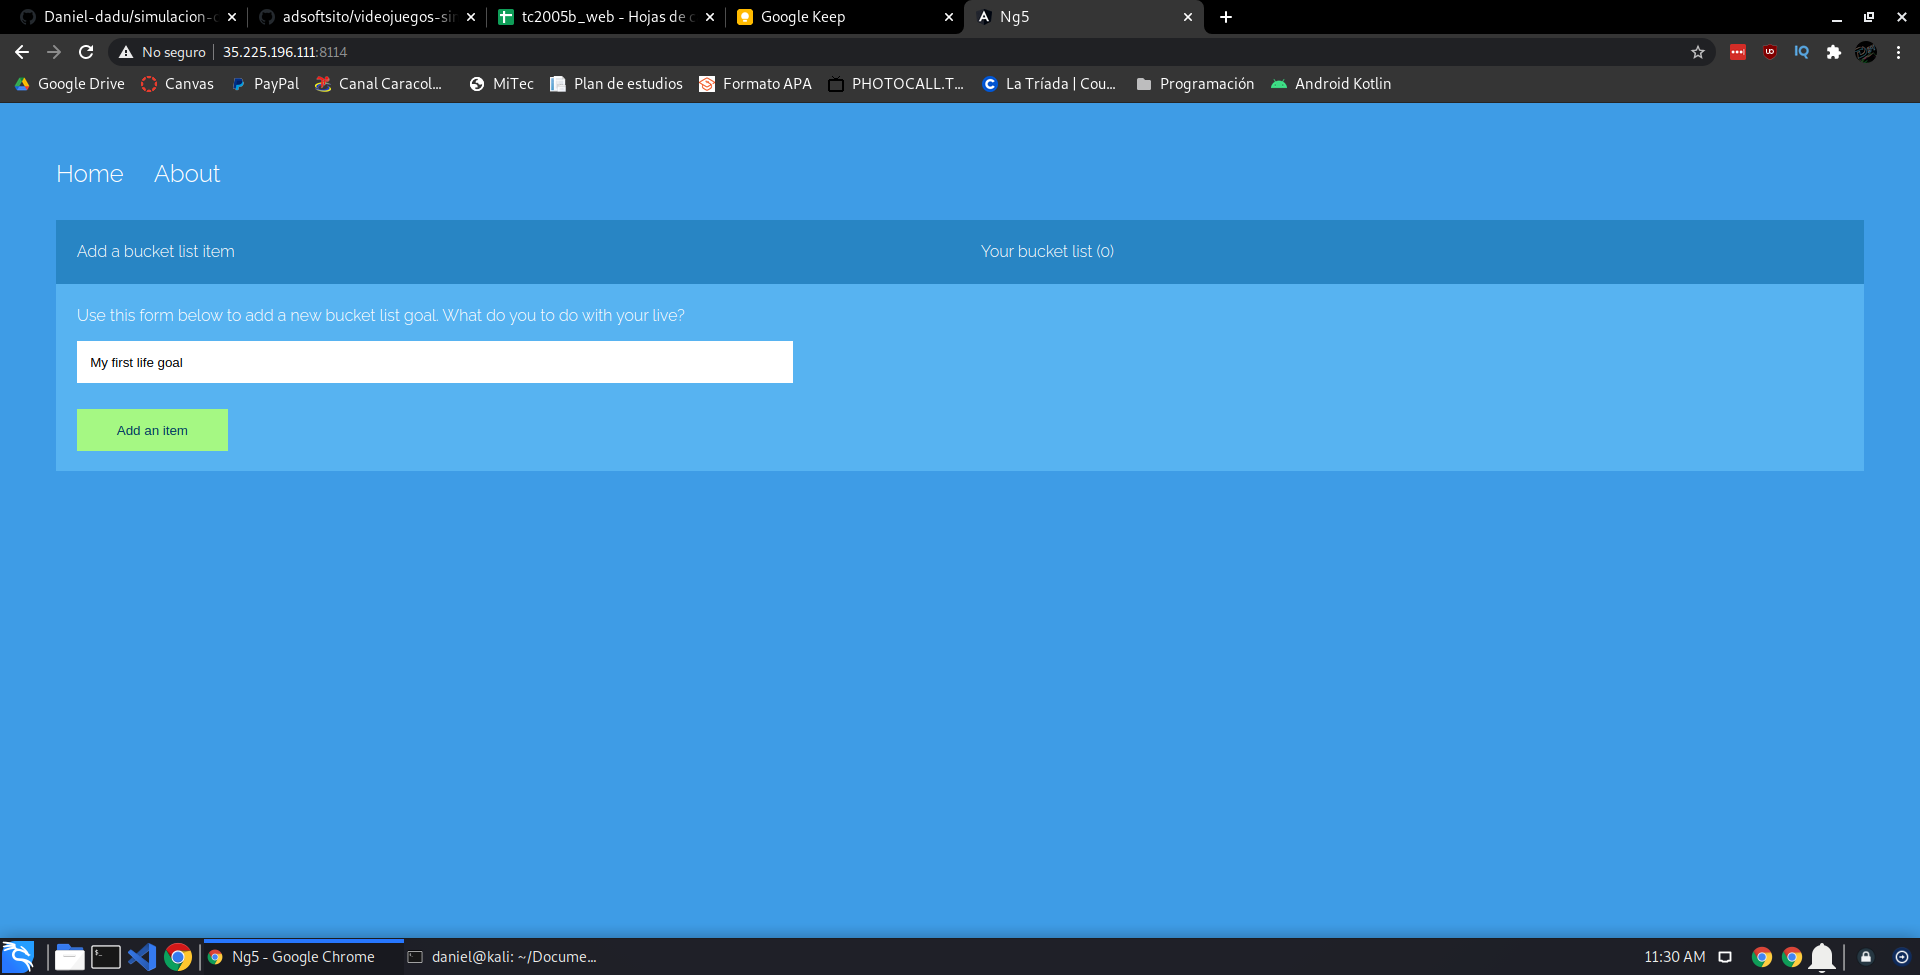 Daniel-dadu/simulacion-
adsoftsito/videojuegos-sir
tc2005b_web - Hojas de c
Google Keep
Ng5
No seguro
35.225.196.111:8114
Google Drive
Canvas
PayPal
Canal Caracol...
MiTec
Plan de estudios
Formato APA
PHOTOCALL.T...
La Tríada | Cou...
Programación
Android Kotlin
Home
About
Add a bucket list item
Your bucket list (0)
Use this form below to add a new bucket list goal. What do you to do with your live?
My first life goal
Add an item
Ng5 - Google Chrome
daniel@kali: ~/Docume...
11:30 AM